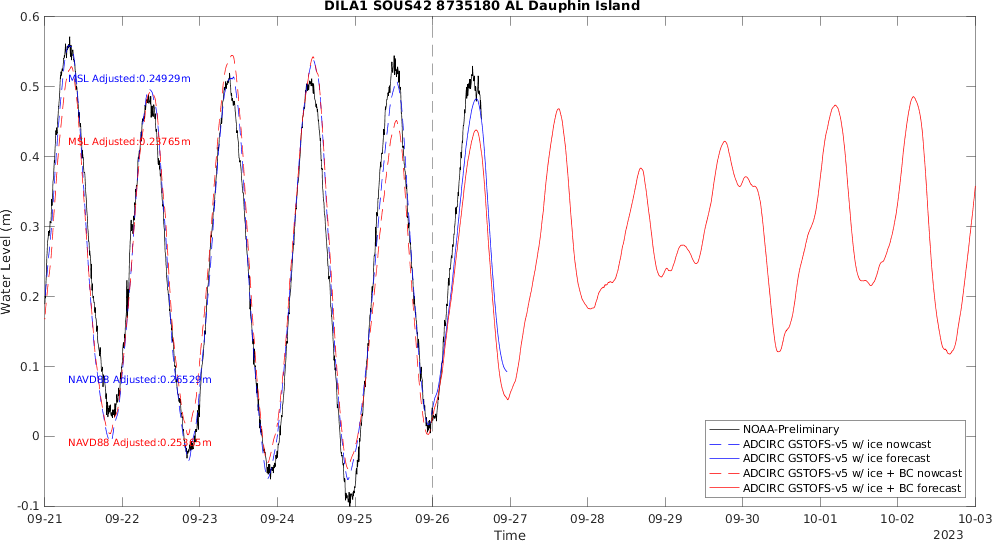 DILA1 SOUS42 8735180 AL Dauphin Island
0.6
0.5
0.4
0.3
0.2
0.1
0
-0.1
Water Level (m)
MSL Adjusted:0.24929m
MSL Adjusted:0.23765m
NAVD88 Adjusted:0.26529m
NAVD88 Adjusted:0.25365m
NOAA-Preliminary
ADCIRC GSTOFS-v5 w/ ice nowcast
ADCIRC GSTOFS-v5 w/ ice forecast
ADCIRC GSTOFS-v5 w/ ice + BC nowcast
ADCIRC GSTOFS-v5 w/ ice + BC forecast
09-21 09-22 09-23 09-24 09-25 09-26 09-27 09-28 09-29 09-30 10-01 10-02 10-03
Time
2023